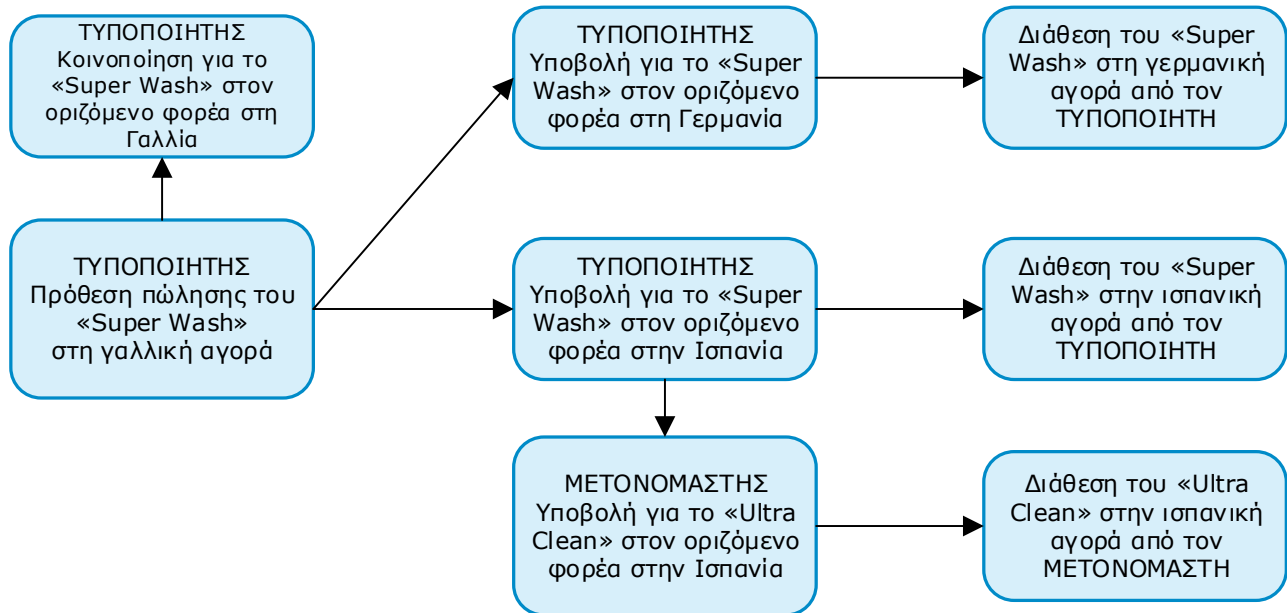 ΤΥΠΟΠΟΙΗΤΗΣ
Κοινοποίηση για το
«Super Wash» στον
οριζόμενο φορέα στη
Γαλλία
ΤΥΠΟΠΟΙΗΤΗΣ
Υποβολή για το «Super
Wash» στον οριζόμενο
φορέα στη Γερμανία
Διάθεση του «Super
Wash» στη γερμανική
αγορά από τον
ΤΥΠΟΠΟΙΗΤΗ
ΤΥΠΟΠΟΙΗΤΗΣ
Πρόθεση πώλησης του
«Super Wash»
στη γαλλική αγορά
ΤΥΠΟΠΟΙΗΤΗΣ
Υποβολή για το «Super
Wash» στον οριζόμενο
φορέα στην Ισπανία
Διάθεση του «Super
Wash» στην ισπανική
αγορά από τον
ΤΥΠΟΠΟΙΗΤΗ
ΜΕΤΟΝΟΜΑΣΤΗΣ
Υποβολή για το «Ultra
Clean» στον οριζόμενο
φορέα στην Ισπανία
Διάθεση του «Ultra
Clean» στην ισπανική
αγορά από τον
ΜΕΤΟΝΟΜΑΣΤΗ